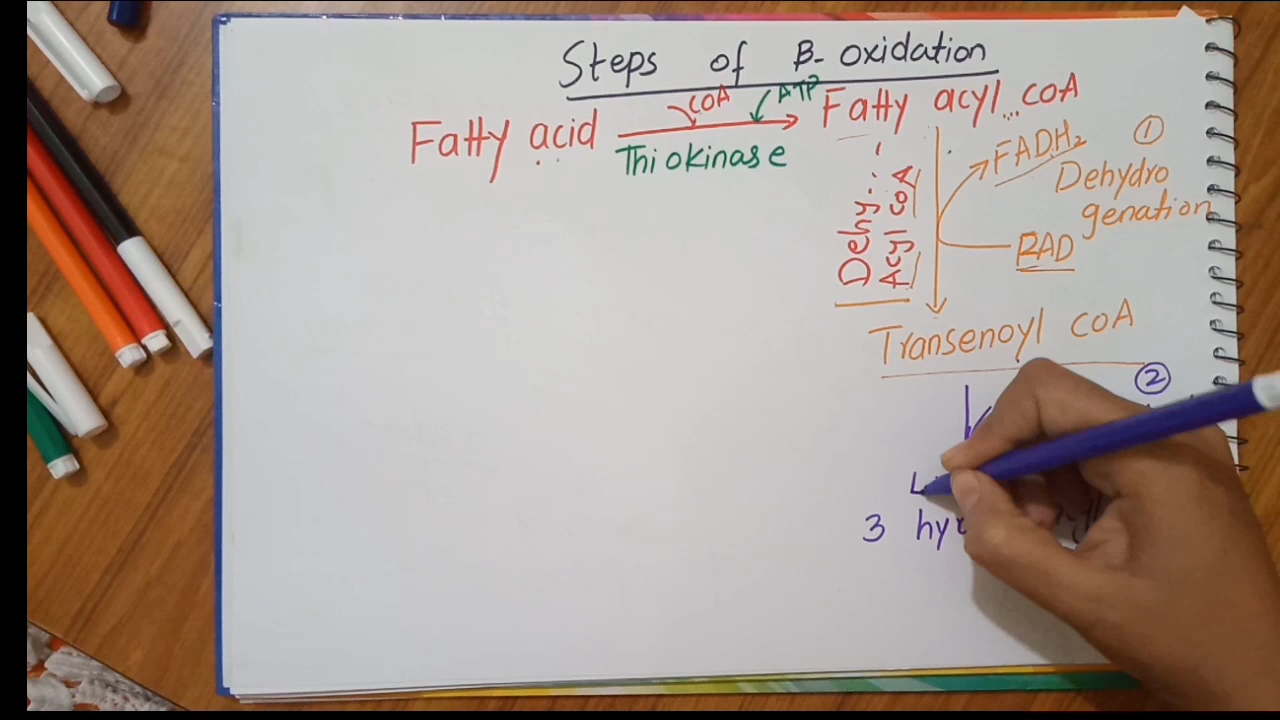 Steps of β-oxidation
Fatty acid
COA
ATP
Thiokinase
Fatty acyl coA
Dehy...
Acyl coA
FADH₂
①
Dehydro
genation
FAD
Transenoyl coA
②
L
3 hy